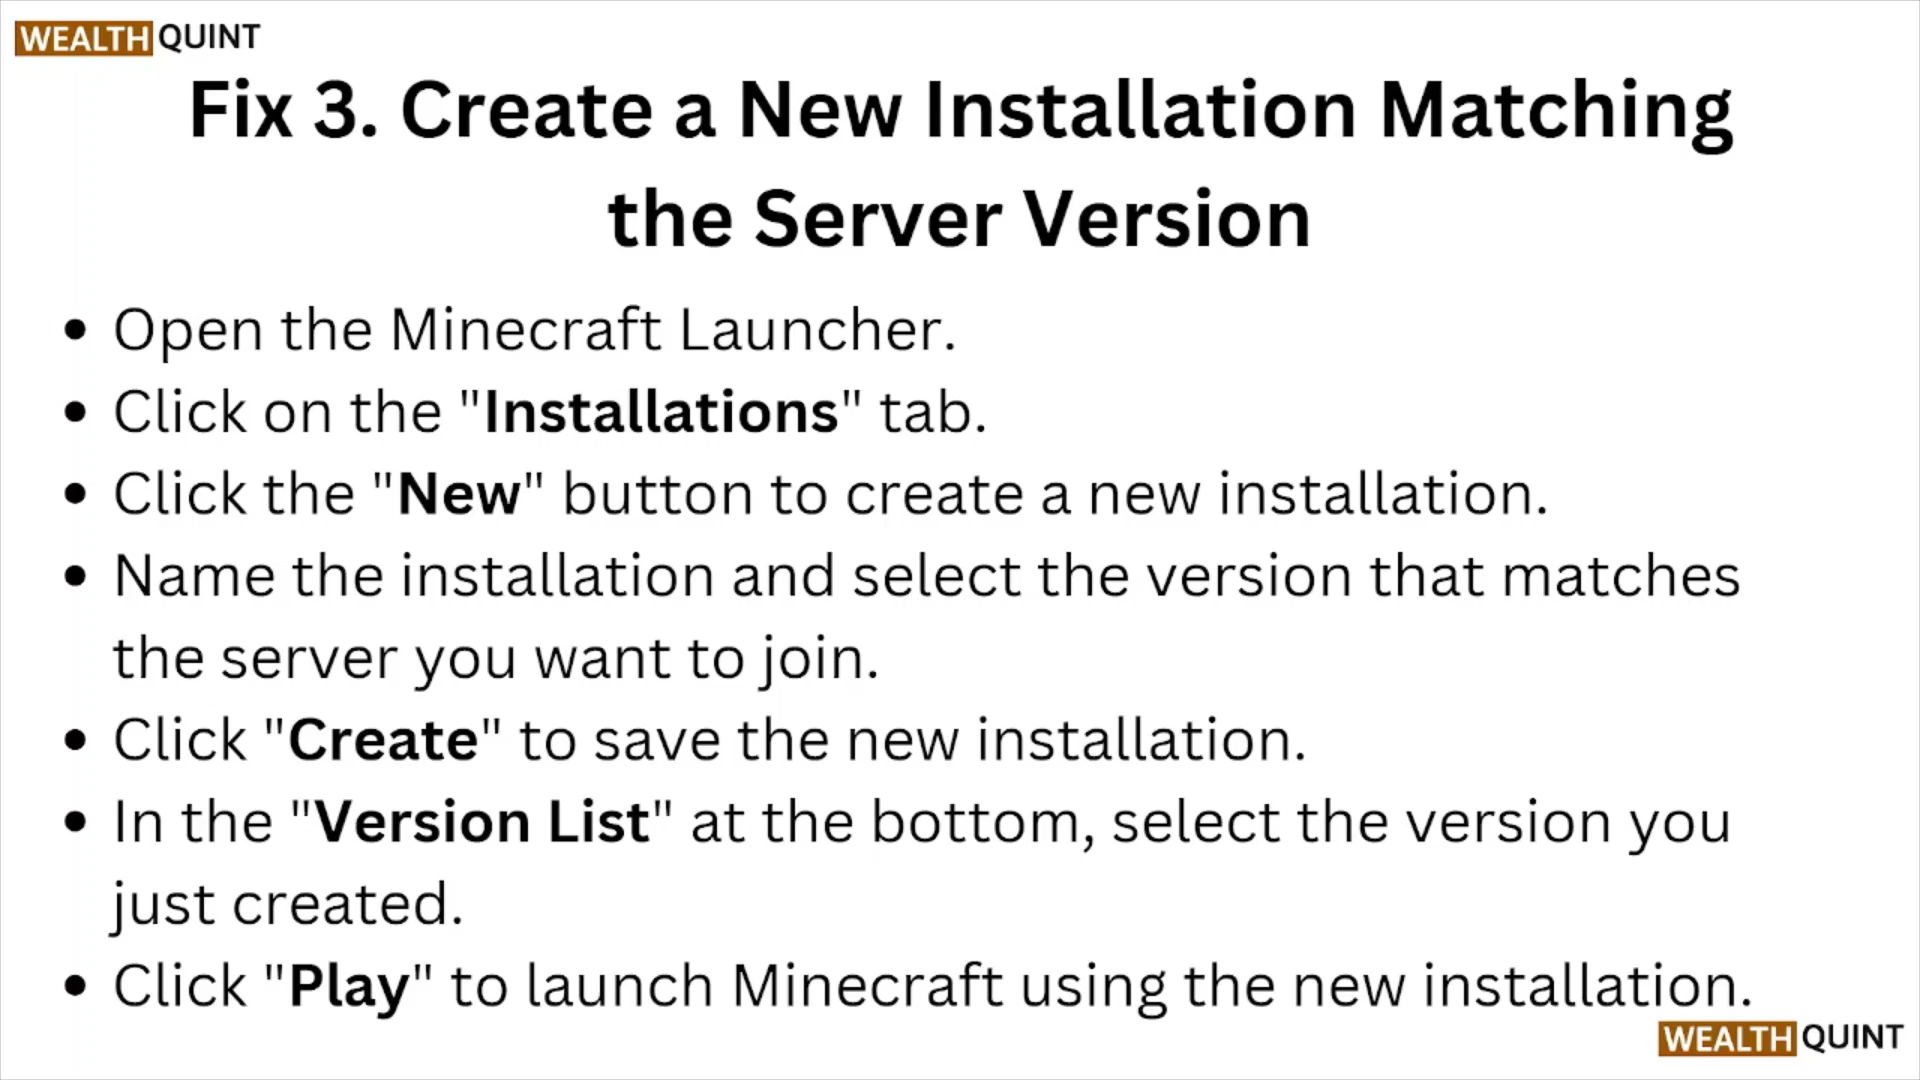 WEALTH QUINT
Fix 3. Create a New Installation Matching
the Server Version
• Open the Minecraft Launcher.
• Click on the "Installations" tab.
• Click the "New" button to create a new installation.
• Name the installation and select the version that matches
the server you want to join.
• Click "Create" to save the new installation.
• In the "Version List" at the bottom, select the version you
just created.
• Click "Play" to launch Minecraft using the new installation.
WEALTH QUINT